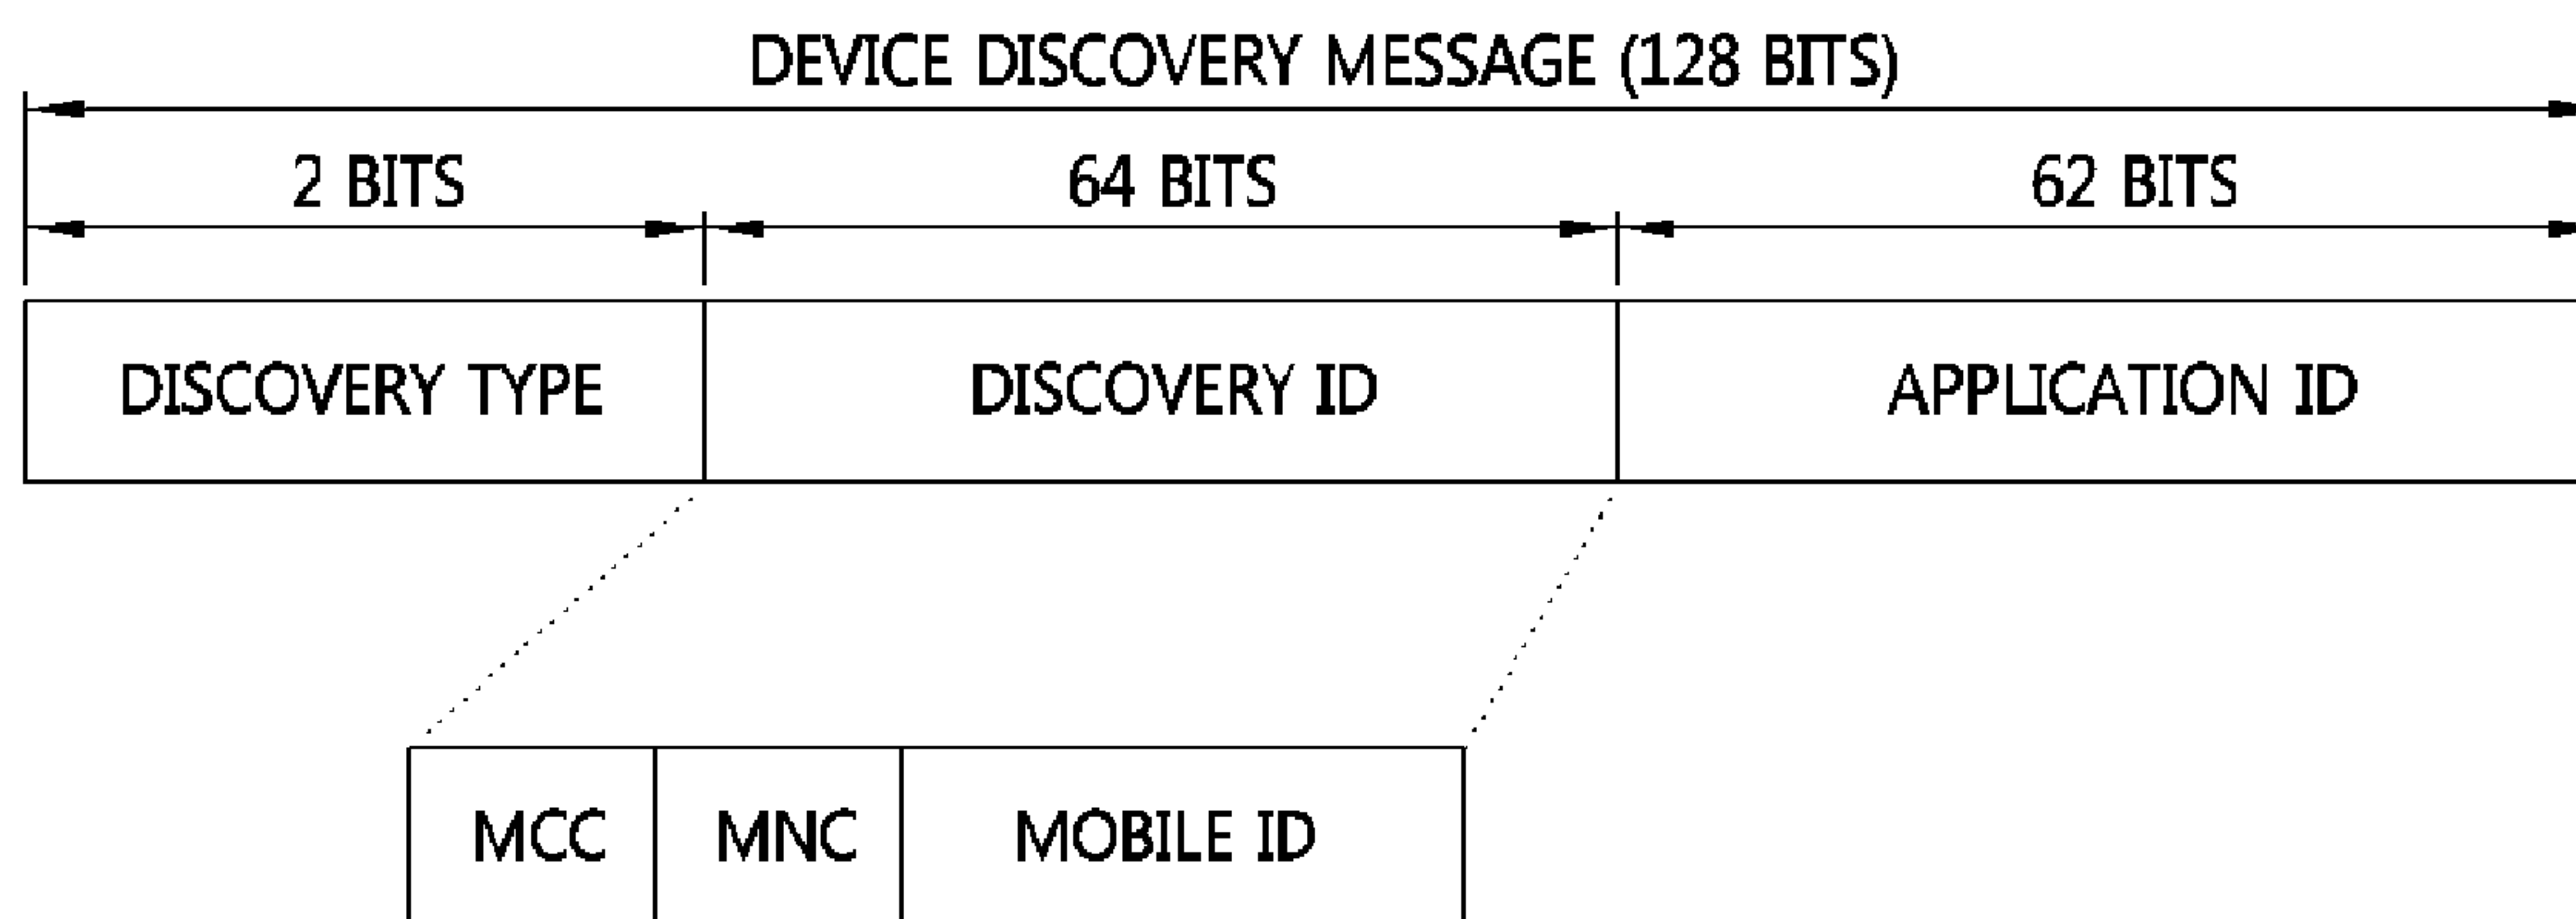 DEVICE DISCOVERY MESSAGE (128 BITS)
2 BITS 64 BITS 62 BITS
DISCOVERY TYPE DISCOVERY ID APPLICATION ID
MCC MNC MOBILE ID